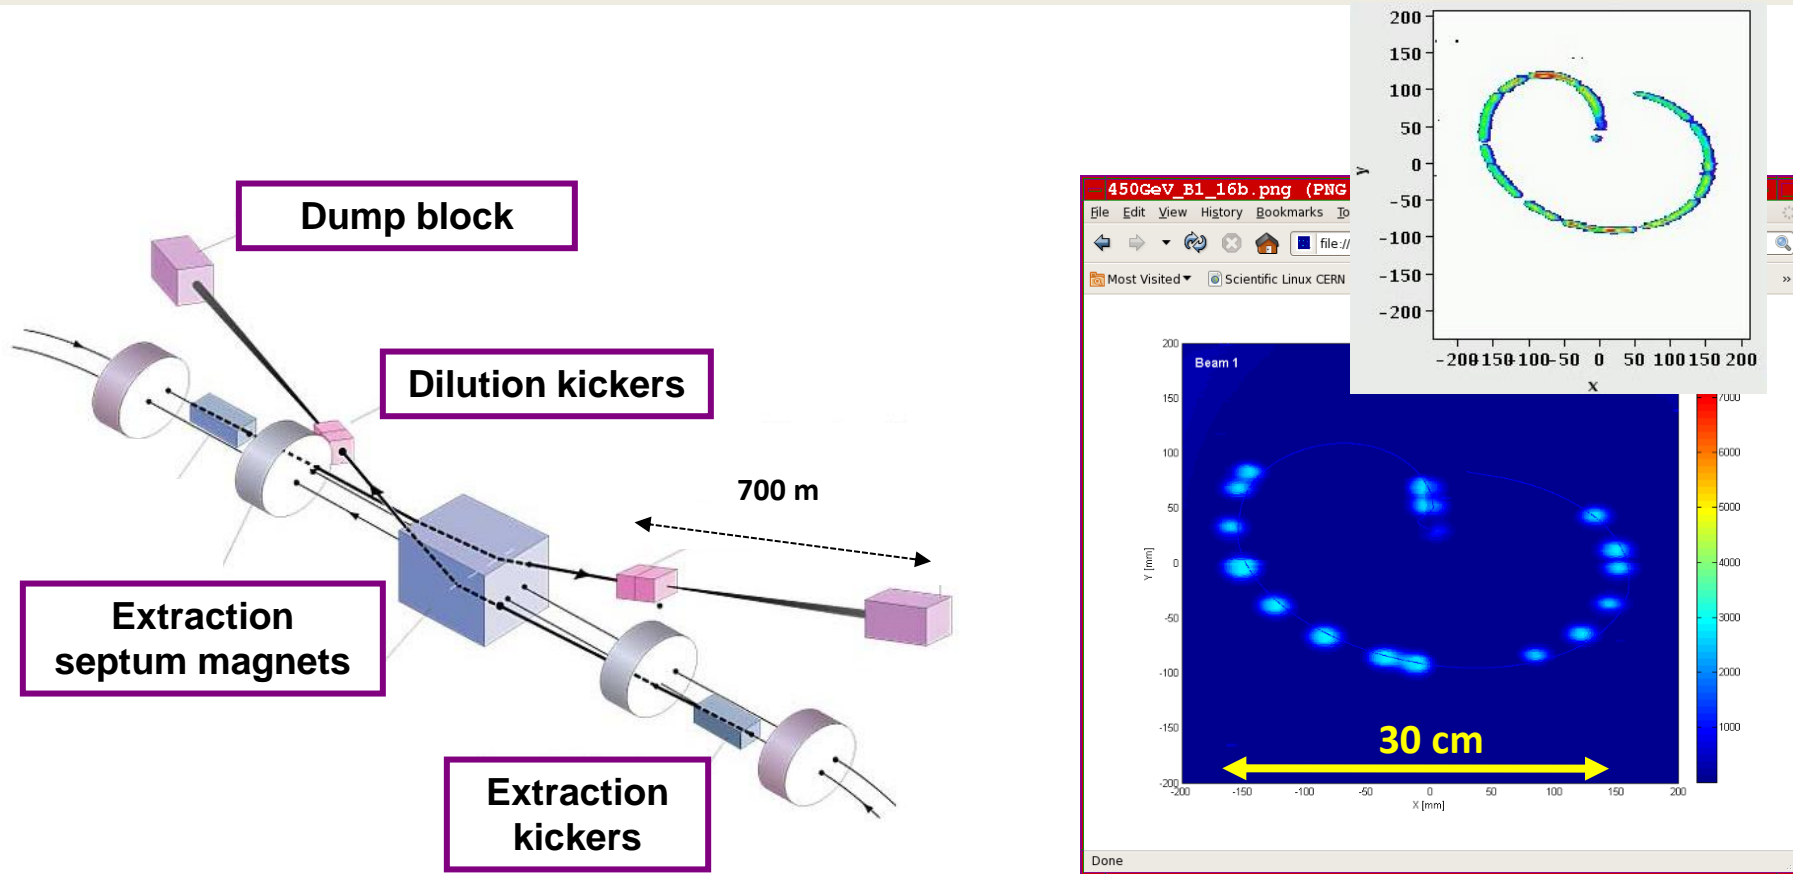 Dump block
Dilution kickers
700 m
Extraction
septum magnets
Extraction
kickers
450GeV_B1_16b.png (PNG
File Edit View History Bookmarks To
file://
Most Visited Scientific Linux CERN
»
200
150
100
50
0
-50
-100
-150
-200
y
-200 -150 -100 -50 0 50 100 150 200
x
Beam 1
200
150
100
50
0
-50
-100
-150
-200
Y [mm]
-200 -150 -100 -50 0 50 100 150 200
X [mm]
30 cm
7000
6000
5000
4000
3000
2000
1000
Done